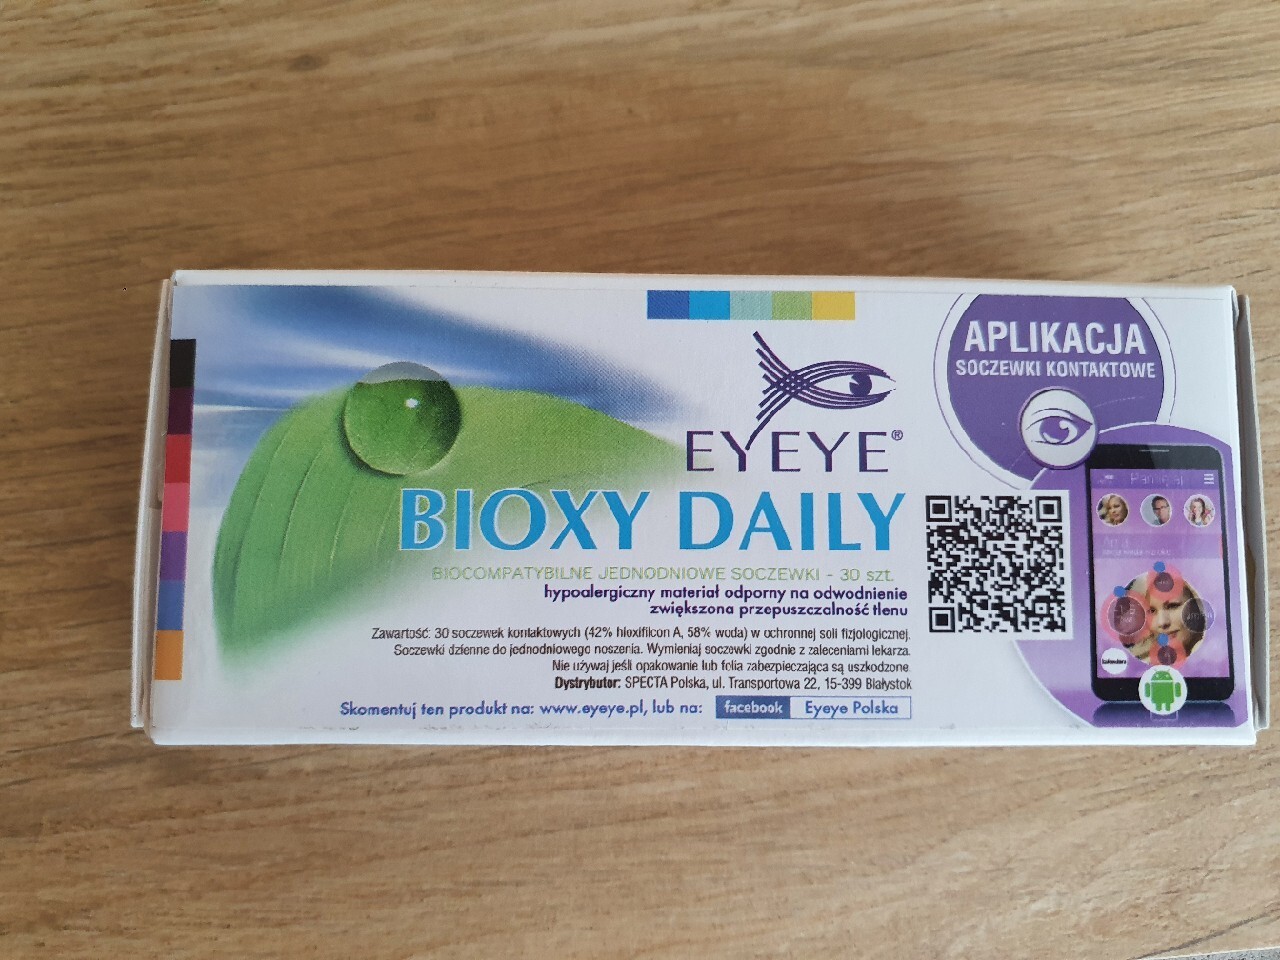 APLIKACJA
SOCZEWKI KONTAKTOWE
EYEYE®
BIOXY DAILY
BIOCOMPATYBILNE JEDNODNIOWE SOCZEWKI - 30 szt.
hypoalergiczny materiał odporny na odwodnienie
zwiększona przepuszczalność tlenu
Zawartość: 30 soczewek kontaktowych (42% hioxifilcon A, 58% woda) w ochronnej soli fizjologicznej.
Soczewki dzienne do jednodniowego noszenia. Wymieniaj soczewki zgodnie z zaleceniami lekarza.
Nie używaj jeśli opakowanie lub folia zabezpieczająca są uszkodzone.
Dystrybutor: SPECTA Polska, ul. Transportowa 22, 15-399 Białystok
Skomentuj ten produkt na: www.eyeye.pl, lub na: facebook Eyeye Polska